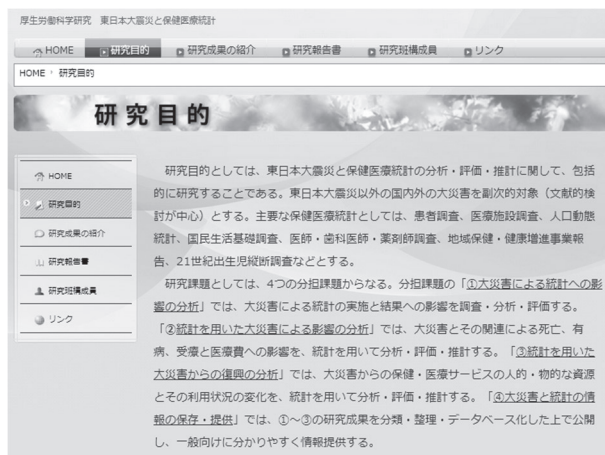 厚生労働科学研究　東日本大震災と保健医療統計
HOME　研究目的　研究成果の紹介　研究報告書　研究班構成員　リンク
HOME　研究目的
研究目的
HOME
研究目的
研究成果の紹介
研究報告書
研究班構成員
リンク
研究目的としては、東日本大震災と保健医療統計の分析・評価・推計に関して、包括
的に研究することである。東日本大震災以外の国内外の大災害を副次的対象（文献的検
討が中心）とする。主要な保健医療統計としては、患者調査、医療施設調査、人口動態
統計、国民生活基礎調査、医師・歯科医師・薬剤師調査、地域保健・健康増進事業報
告、21世紀出生児縦断調査などとする。
研究課題としては、4つの分担課題からなる。分担課題の「①大災害による統計への影
響の分析」では、大災害による統計の実施と結果への影響を調査・分析・評価する。
「②統計を用いた大災害による影響の分析」では、大災害とその関連による死亡、有
病、受療と医療費への影響を、統計を用いて分析・評価・推計する。「③統計を用いた
大災害からの復興の分析」では、大災害からの保健・医療サービスの人的・物的な資源
とその利用状況の変化を、統計を用いて分析・評価・推計する。「④大災害と統計の情
報の保存・提供」では、①～③の研究成果を分類・整理・データベース化した上で公開
し、一般向けに分かりやすく情報提供する。